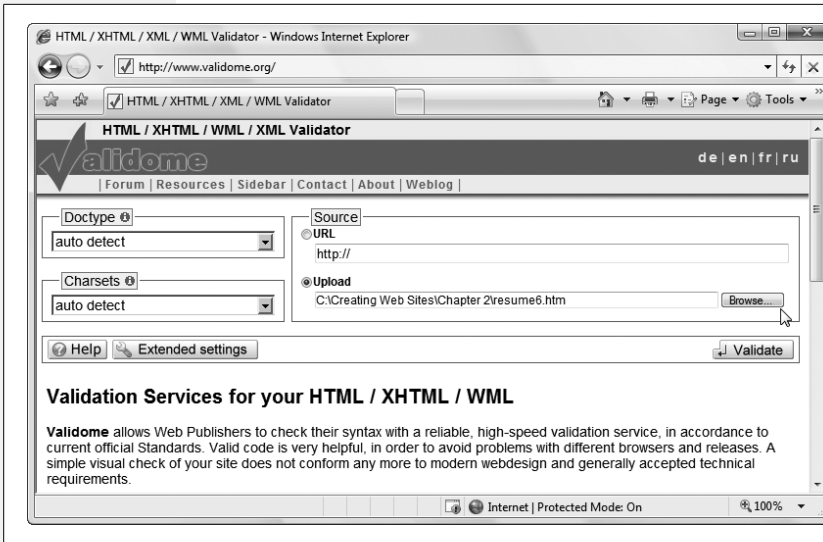 HTML / XHTML / XML / WML Validator - Windows Internet Explorer
http://www.validome.org/
HTML / XHTML / XML / WML Validator
Page
Tools
HTML / XHTML / WML / XML Validator
alidome
de|en|fr|ru
| Forum | Resources | Sidebar | Contact | About | Weblog |
Doctype
auto detect
Charsets
auto detect
Source
URL
http://
Upload
C:\Creating Web Sites\Chapter 2\resume6.htm
Browse...
Help
Extended settings
Validate
Validation Services for your HTML / XHTML / WML
Validome allows Web Publishers to check their syntax with a reliable, high-speed validation service, in accordance to
current official Standards. Valid code is very helpful, in order to avoid problems with different browsers and releases. A
simple visual check of your site does not conform any more to modern webdesign and generally accepted technical
requirements.
Internet | Protected Mode: On
100%